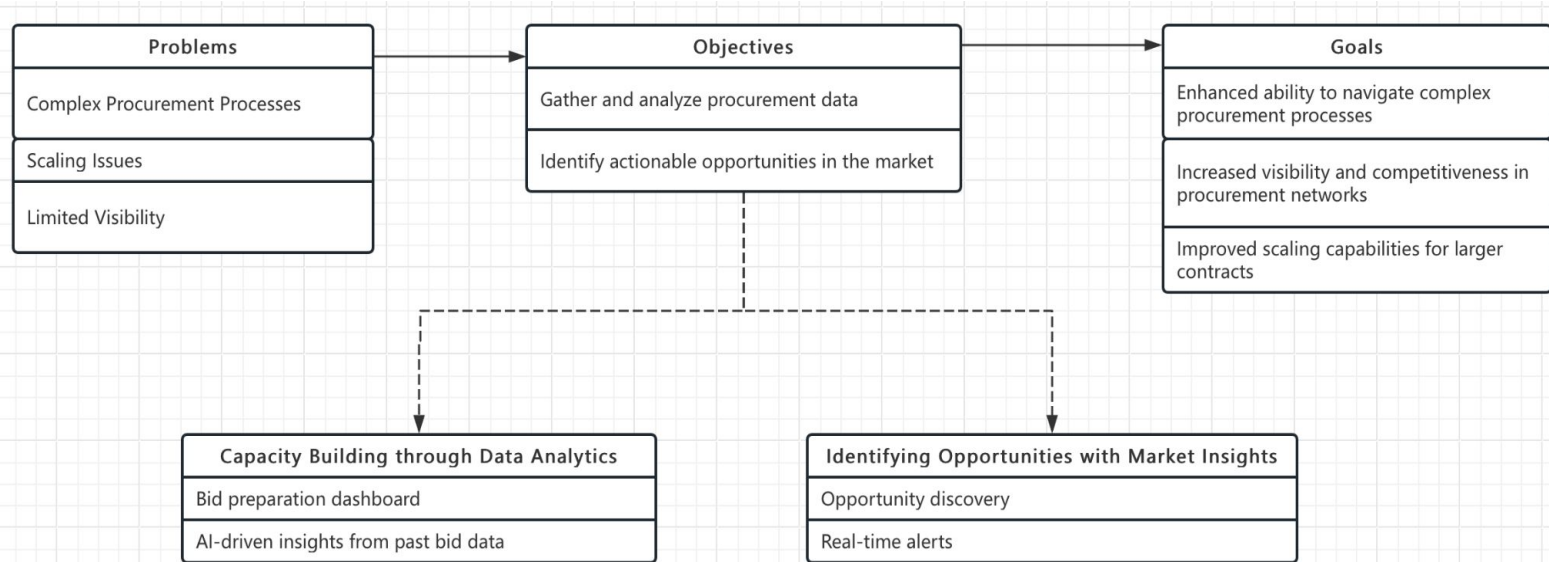 Problems
Complex Procurement Processes
Scaling Issues
Limited Visibility
Objectives
Gather and analyze procurement data
Identify actionable opportunities in the market
Goals
Enhanced ability to navigate complex
procurement processes
Increased visibility and competitiveness in
procurement networks
Improved scaling capabilities for larger
contracts
Capacity Building through Data Analytics
Bid preparation dashboard
AI-driven insights from past bid data
Identifying Opportunities with Market Insights
Opportunity discovery
Real-time alerts